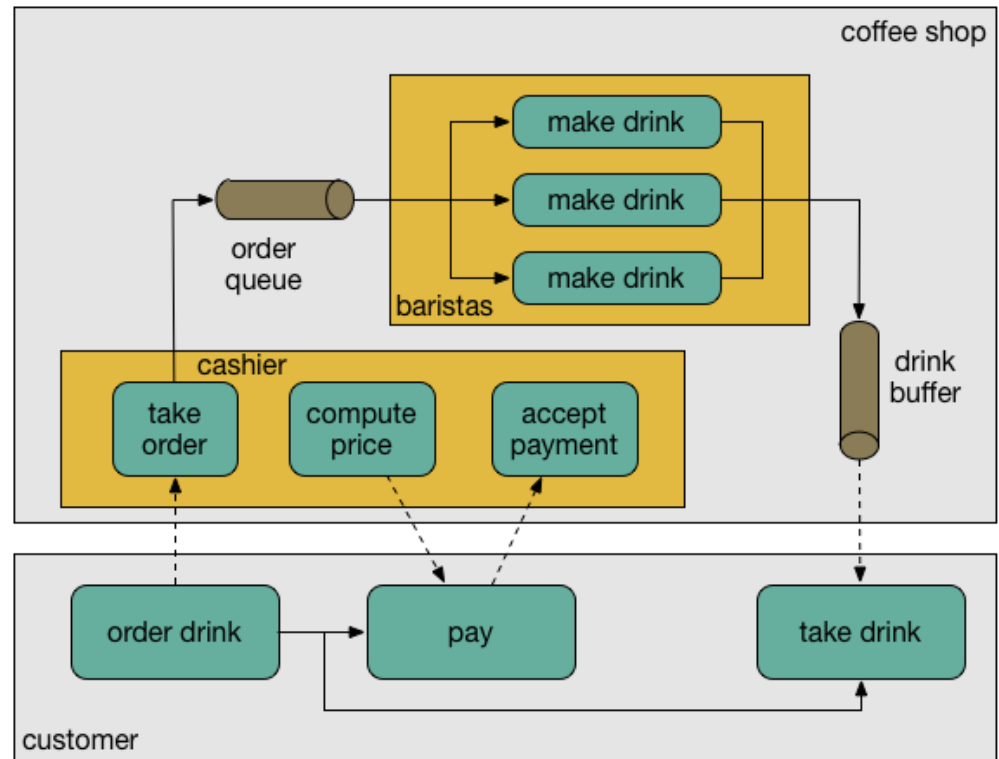 coffee shop
make drink
make drink
make drink
order
queue
baristas
cashier
take
order
compute
price
accept
payment
drink
buffer
order drink
pay
take drink
customer